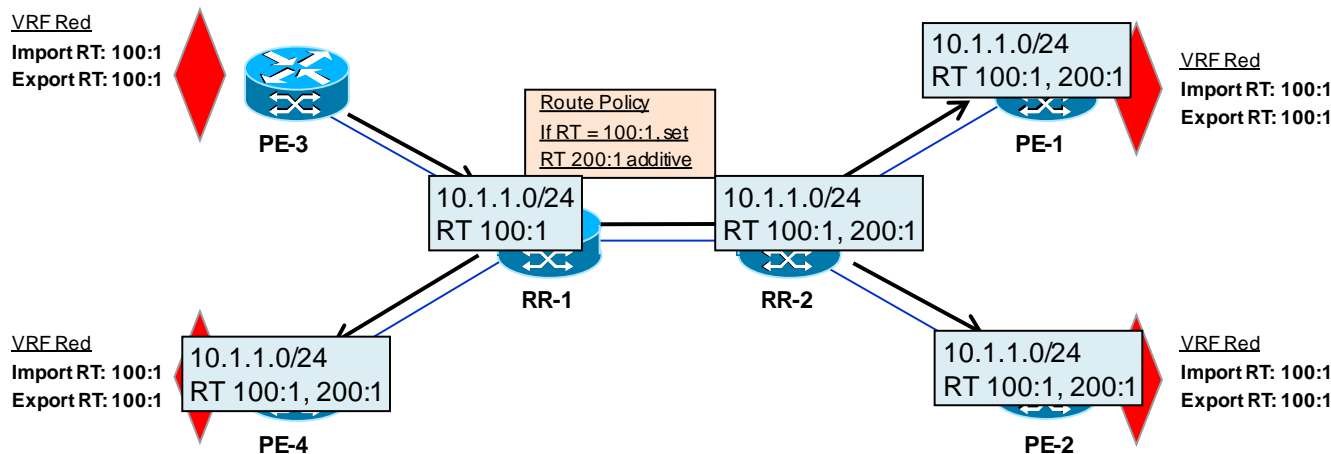 VRF Red
Import RT: 100:1
Export RT: 100:1
PE-3
Route Policy
If RT = 100:1, set
RT 200:1 additive
10.1.1.0/24
RT 100:1, 200:1
PE-1
VRF Red
Import RT: 100:1
Export RT: 100:1
10.1.1.0/24
RT 100:1
RR-1
10.1.1.0/24
RT 100:1, 200:1
RR-2
VRF Red
Import RT: 100:1
Export RT: 100:1
10.1.1.0/24
RT 100:1, 200:1
PE-4
10.1.1.0/24
RT 100:1, 200:1
PE-2
VRF Red
Import RT: 100:1
Export RT: 100:1